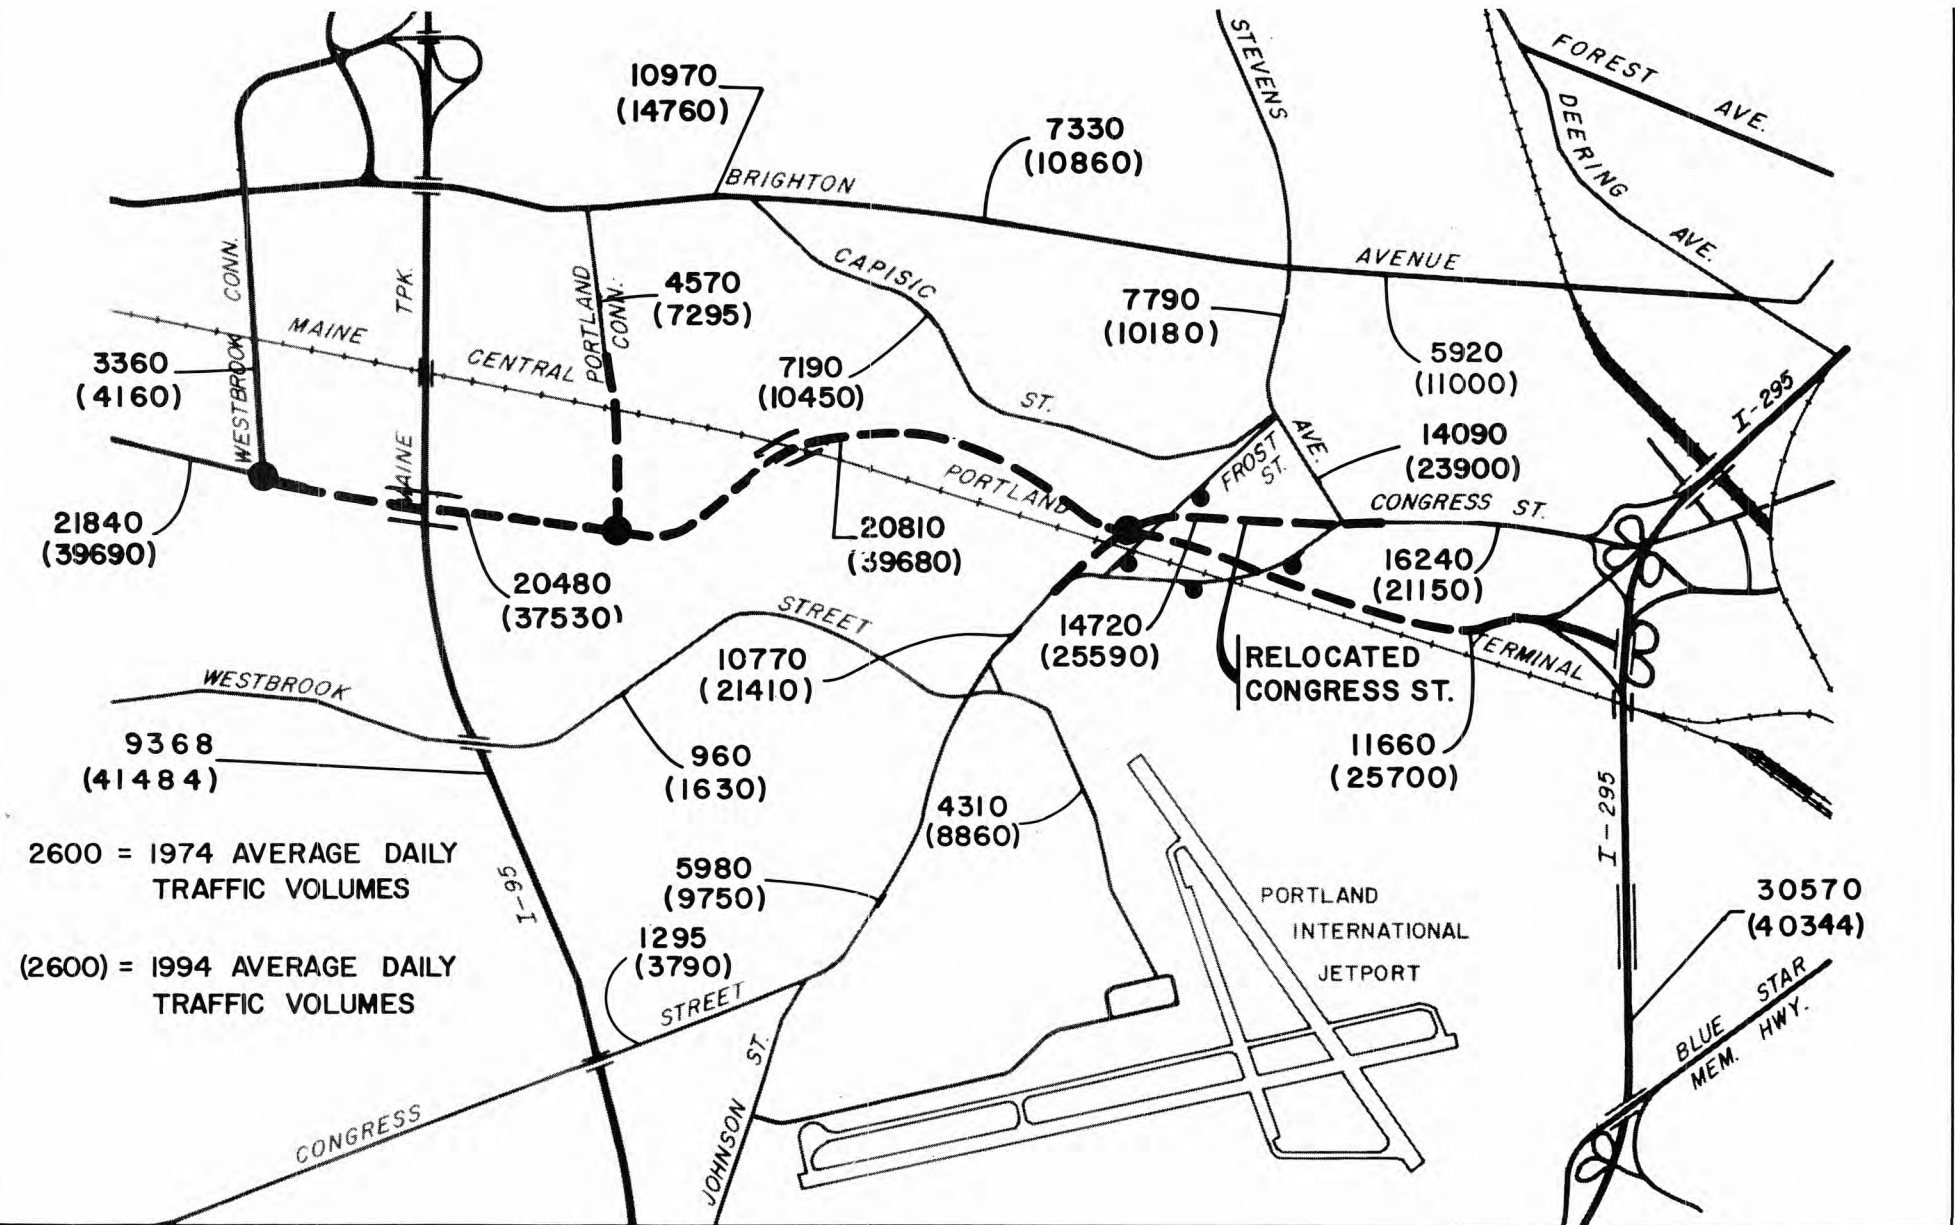 10970
(14760)
7330
(10860)
STEVENS
FOREST AVE.
DEERING AVE.
BRIGHTON
AVENUE
WESTBROOK CONN.
MAINE TPK.
PORTLAND
CONN.
4570
(7295)
CAPISIC ST.
7790
(10180)
5920
(11000)
I-295
MAINE CENTRAL
3360
(4160)
7190
(10450)
14090
(23900)
FROST
ST.
AVE.
PORTLAND
CONGRESS ST.
21840
(39690)
20810
(39680)
16240
(21150)
20480
(37530)
STREET
14720
(25590)
10770
(21410)
RELOCATED
CONGRESS ST.
TERMINAL
WESTBROOK
9368
(41484)
960
(1630)
11660
(25700)
4310
(8860)
I-295
2600 = 1974 AVERAGE DAILY
TRAFFIC VOLUMES
I-95
5980
(9750)
PORTLAND
INTERNATIONAL
JETPORT
30570
(40344)
(2600) = 1994 AVERAGE DAILY
TRAFFIC VOLUMES
1295
(3790)
STREET
BLUE STAR
MEM. HWY.
CONGRESS
JOHNSON ST.